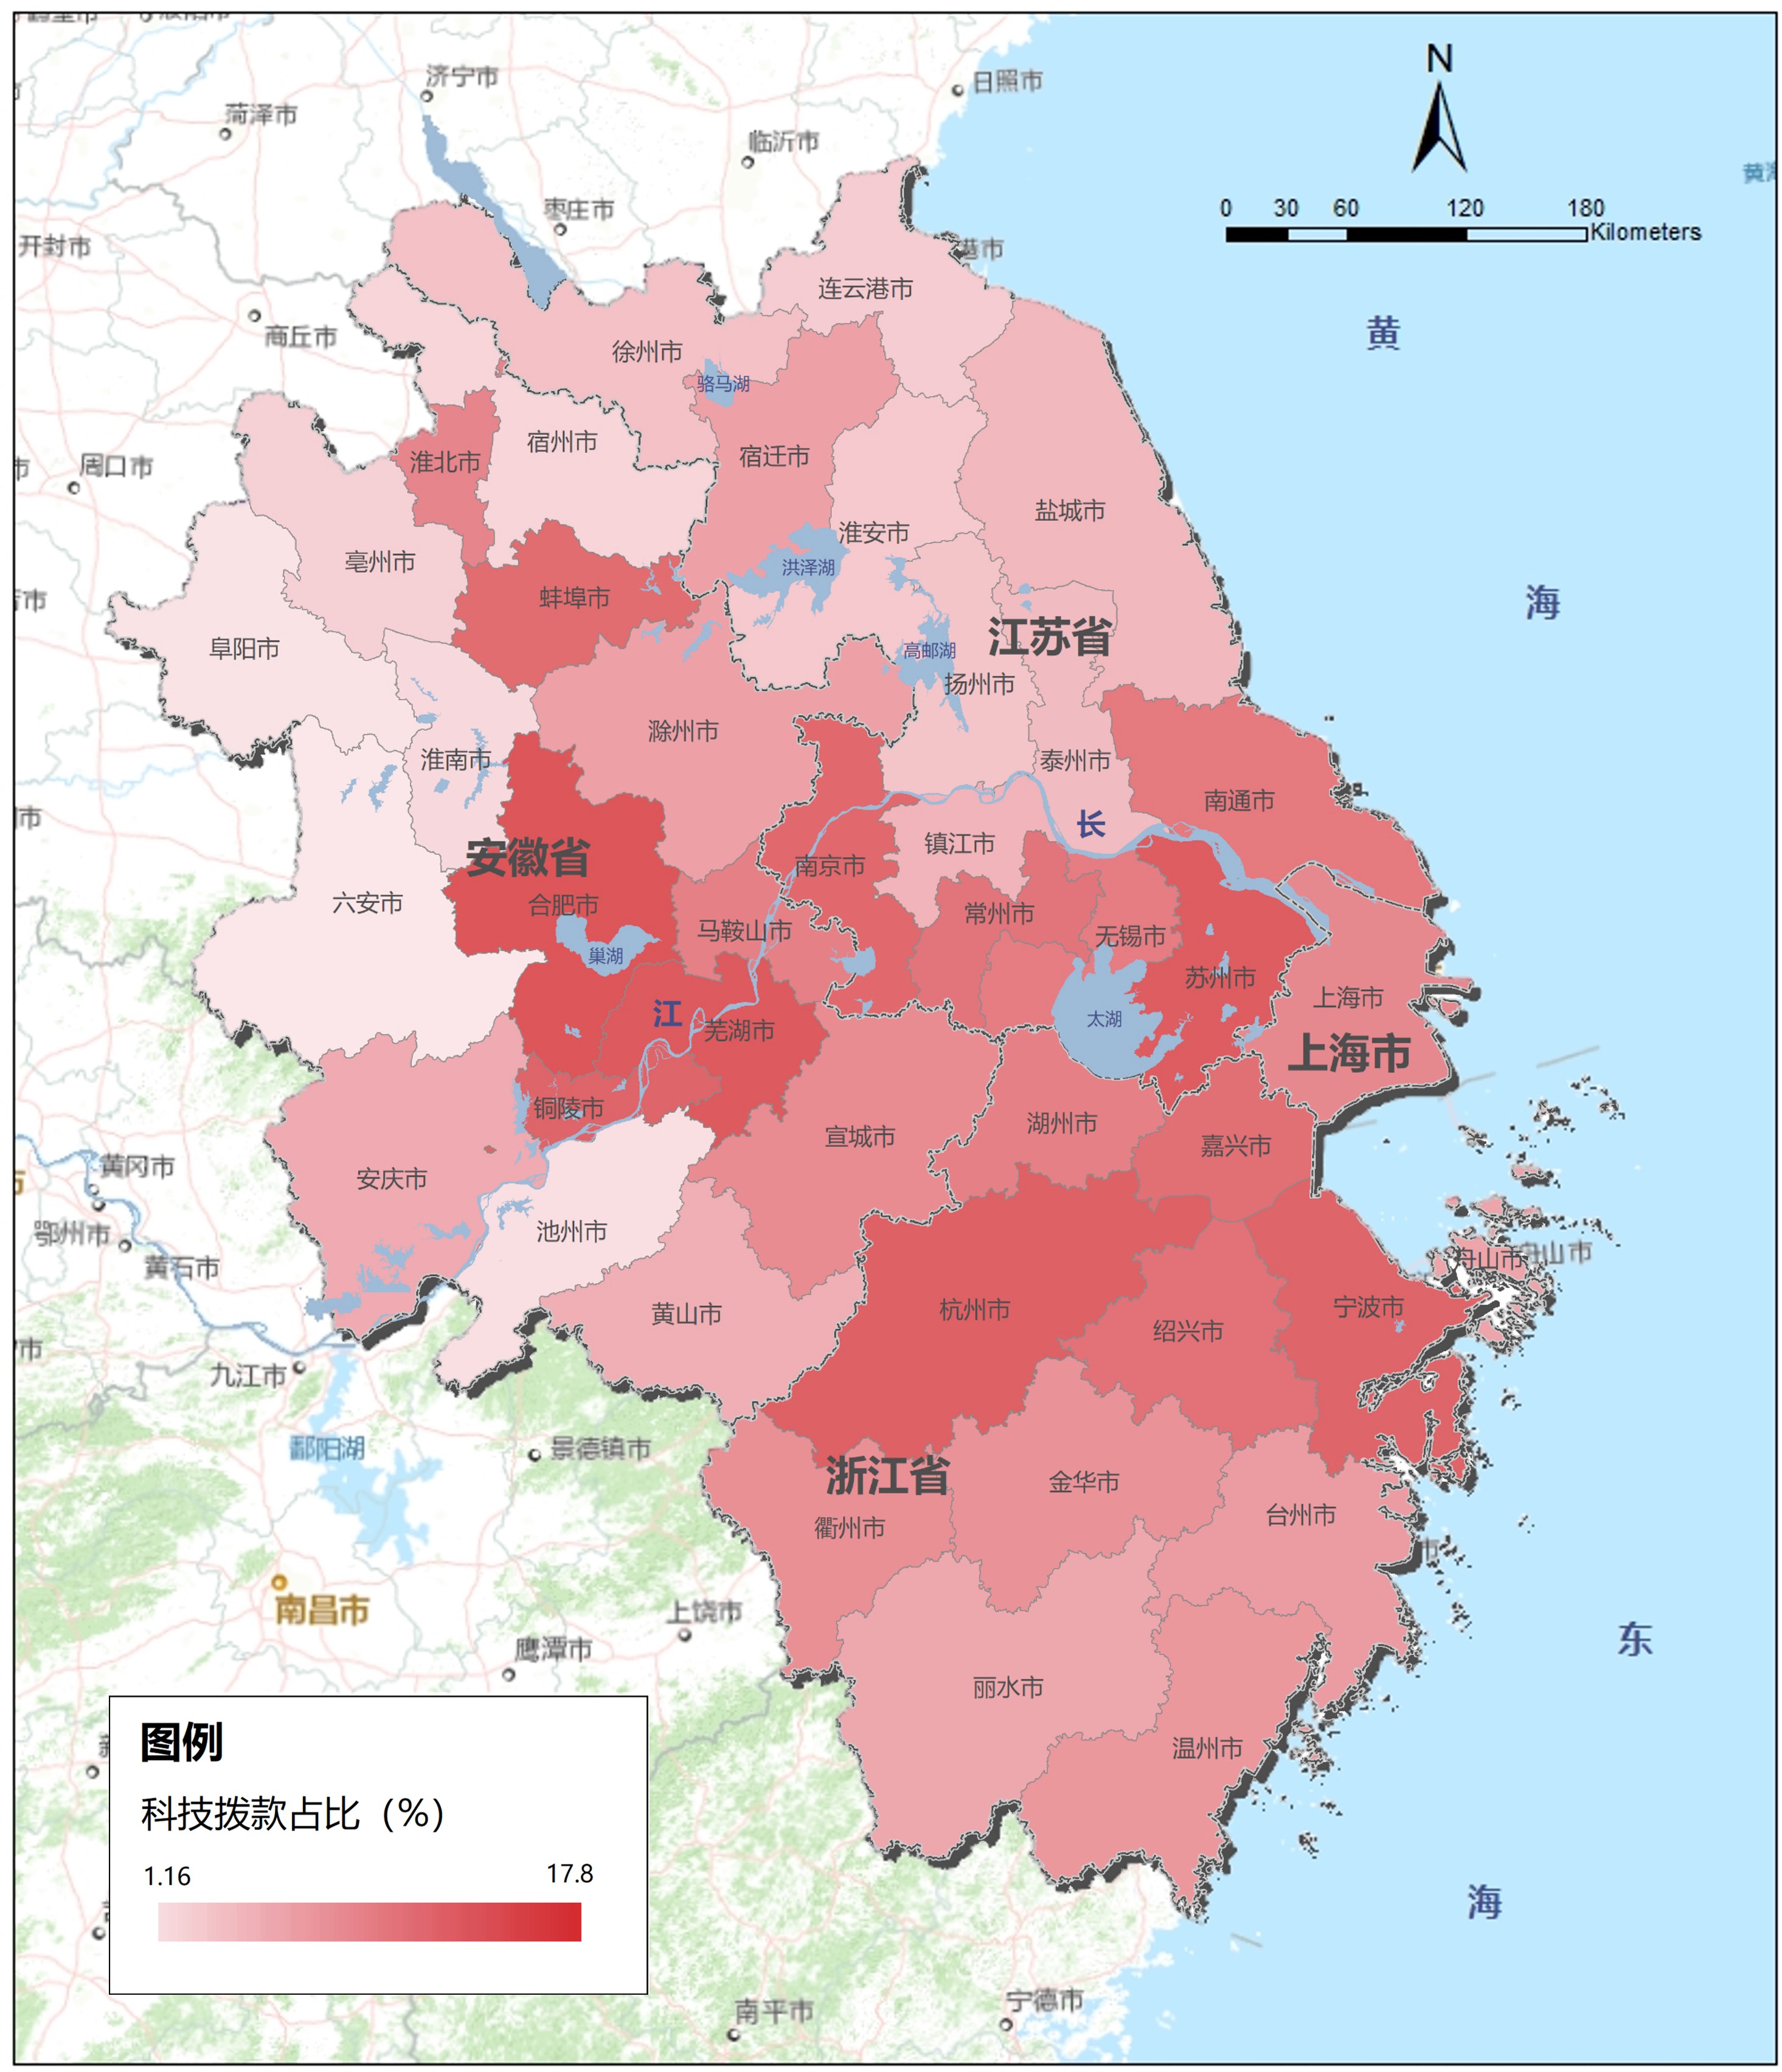 济宁市
菏泽市
日照市
临沂市
枣庄市
开封市
港市
商丘市
周口市
N
0 30 60 120 180
Kilometers
黄
海
连云港市
徐州市
骆马湖
宿州市
淮北市
宿迁市
盐城市
淮安市
亳州市
洪泽湖
蚌埠市
阜阳市
江苏省
高邮湖
扬州市
滁州市
淮南市
泰州市
南通市
长
安徽省
镇江市
南京市
六安市
合肥市
常州市
马鞍山市
无锡市
巢湖
苏州市
上海市
江
芜湖市
太湖
上海市
铜陵市
湖州市
宣城市
嘉兴市
黄冈市
安庆市
鄂州市
池州市
黄石市
舟山市
舟山市
黄山市
杭州市
宁波市
绍兴市
九江市
鄱阳湖
景德镇市
浙江省
金华市
台州市
衢州市
市
南昌市
上饶市
鹰潭市
东
丽水市
温州市
海
图例
科技拨款占比（%）
1.16 17.8
南平市
宁德市